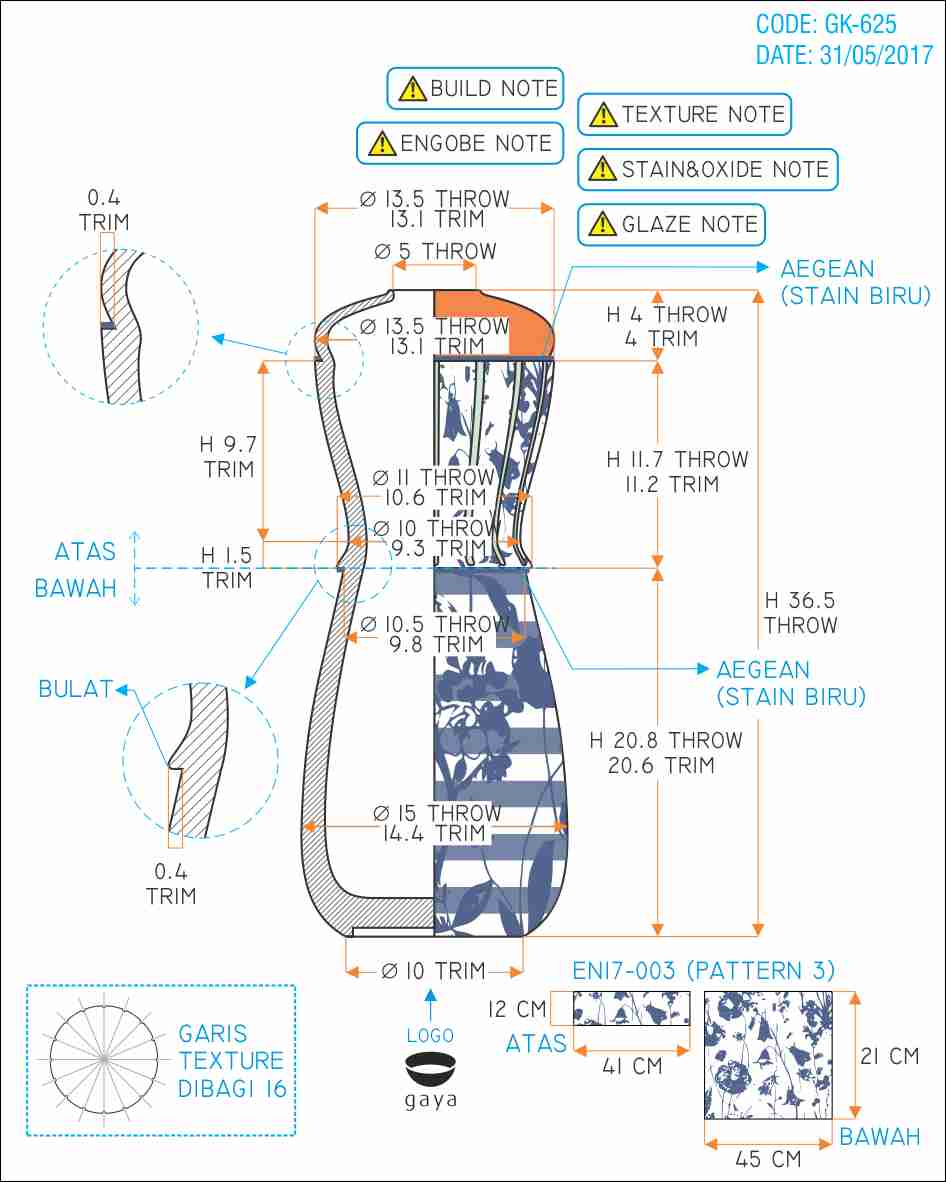 CODE: GK-625
DATE: 31/05/2017
BUILD NOTE
TEXTURE NOTE
ENGOBE NOTE
STAIN&OXIDE NOTE
GLAZE NOTE
0.4
TRIM
Ø 13.5 THROW
13.1 TRIM
Ø 5 THROW
AEGEAN
(STAIN BIRU)
Ø 13.5 THROW
13.1 TRIM
H 4 THROW
4 TRIM
H 9.7
TRIM
Ø 11 THROW
10.6 TRIM
H 11.7 THROW
11.2 TRIM
Ø 10 THROW
9.3 TRIM
ATAS
BAWAH
H 1.5
TRIM
H 36.5
THROW
Ø 10.5 THROW
9.8 TRIM
AEGEAN
(STAIN BIRU)
BULAT
H 20.8 THROW
20.6 TRIM
Ø 15 THROW
14.4 TRIM
0.4
TRIM
Ø 10 TRIM
EN17-003 (PATTERN 3)
12 CM
ATAS
41 CM
21 CM
BAWAH
45 CM
LOGO
gaya
GARIS
TEXTURE
DIBAGI 16